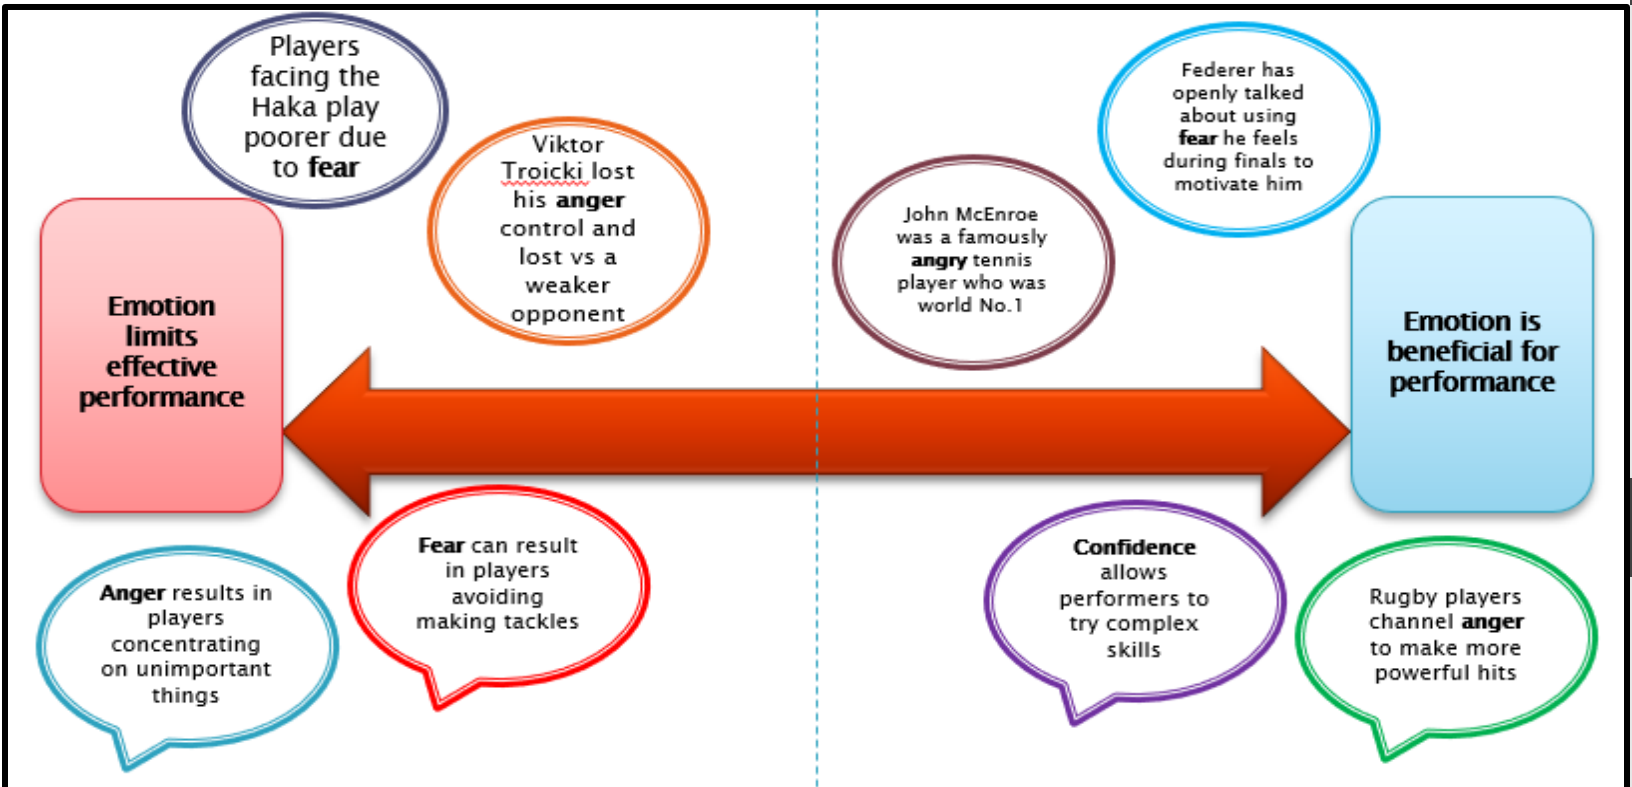 Players
facing the
Haka play
poorer due
to fear
Viktor
Troicki lost
his anger
control and
lost vs a
weaker
opponent
Federer has
openly talked
about using
fear he feels
during finals to
motivate him
John McEnroe
was a famously
angry tennis
player who was
world No.1
Emotion
limits
effective
performance
Emotion is
beneficial for
performance
Anger results in
players
concentrating
on unimportant
things
Fear can result
in players
avoiding
making tackles
Confidence
allows
performers to
try complex
skills
Rugby players
channel anger
to make more
powerful hits